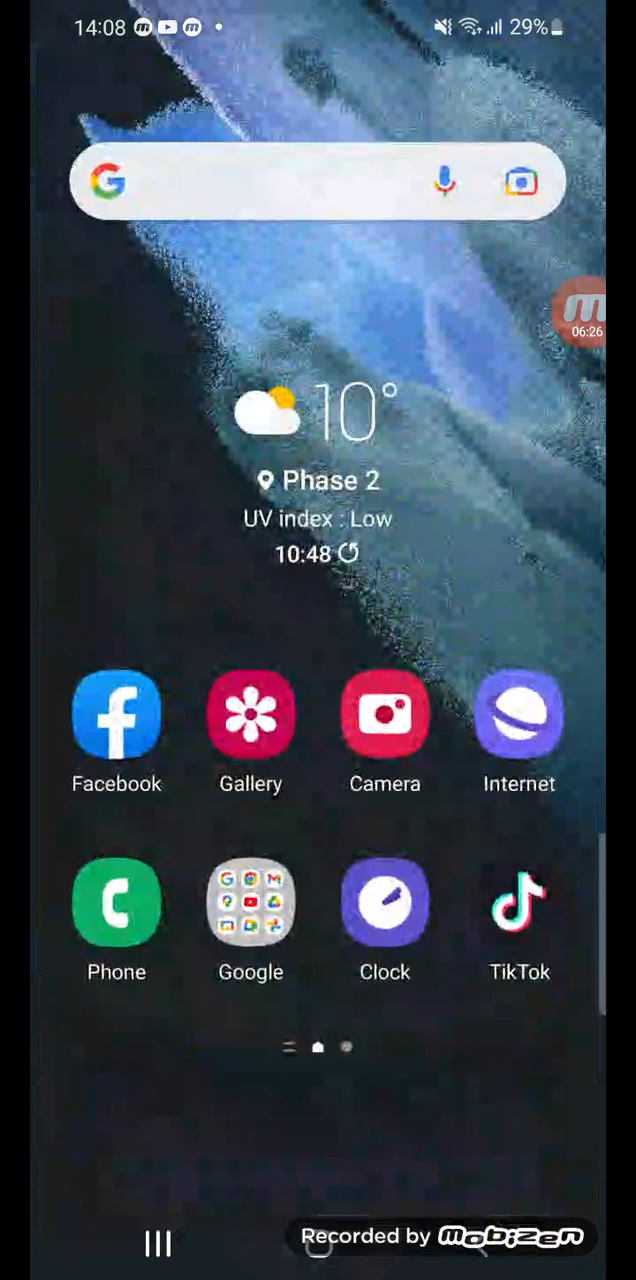 14:08
29%
06:26
10°
Phase 2
UV index : Low
10:48
Facebook Gallery Camera Internet
Phone Google Clock TikTok
Recorded by mobizen